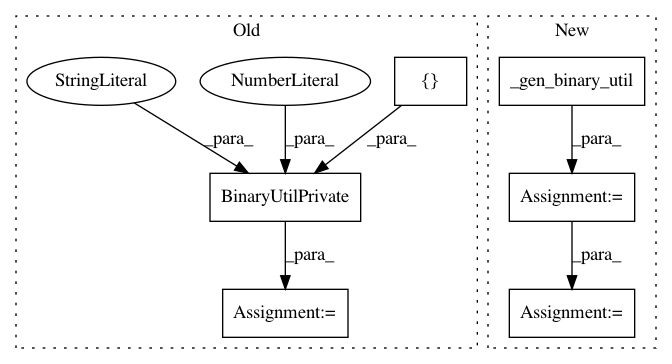 Old
New
StringLiteral
NumberLiteral
{}
_gen_binary_util
_para_
_para_
_para_
_para_
BinaryUtilPrivate
Assignment:=
_para_
_para_
Assignment:=
Assignment:=